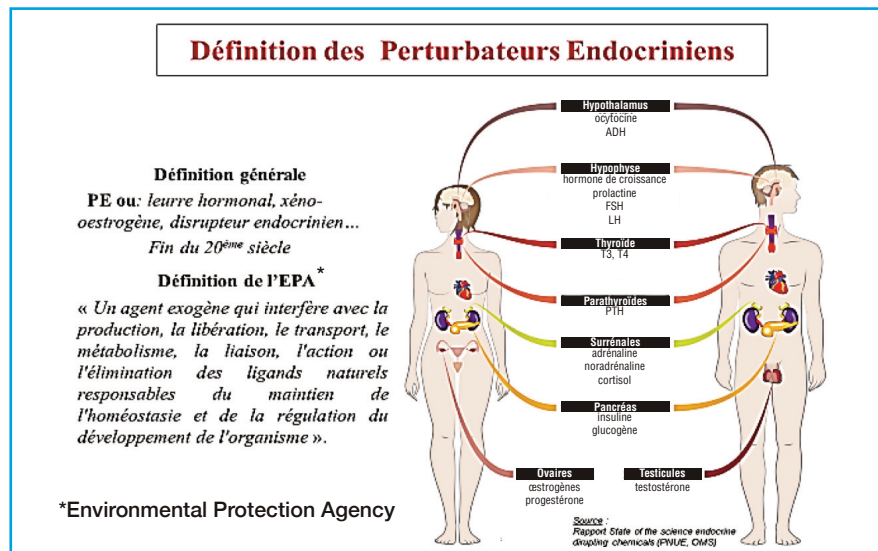 Définition des Perturbateurs Endocriniens
Définition générale
PE ou: leurre hormonal, xéno-
oestrogène, disrupteur endocrinien…
Fin du 20ème siècle
Définition de l'EPA*
« Un agent exogène qui interfère avec la
production, la libération, le transport, le
métabolisme, la liaison, l'action ou
l'élimination des ligands naturels
responsables du maintien de
l'homéostasie et de la régulation du
développement de l'organisme ».
*Environmental Protection Agency
Hypothalamus
ocytocine
ADH
Hypophyse
hormone de croissance
prolactine
FSH
LH
Thyroïde
T3, T4
Parathyroïdes
PTH
Surrénales
adrénaline
noradrénaline
cortisol
Pancréas
insuline
glucogène
Ovaires
œstrogènes
progestérone
Testicules
testostérone
Source :
Rapport State of the science endocrine
disrupting chemicals (PNUE, OMS)